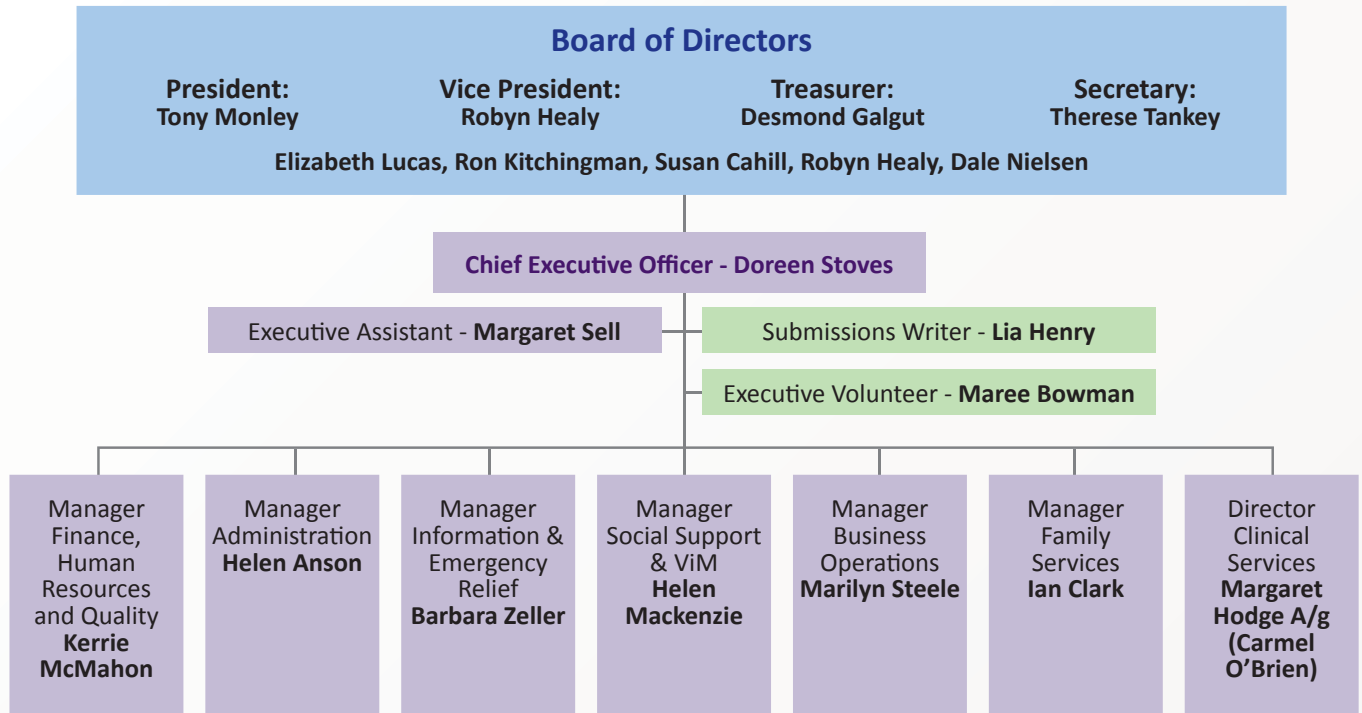 Board of Directors
President:
Tony Monley
Vice President:
Robyn Healy
Treasurer:
Desmond Galgut
Secretary:
Therese Tankey
Elizabeth Lucas, Ron Kitchingman, Susan Cahill, Robyn Healy, Dale Nielsen
Chief Executive Officer - Doreen Stoves
Executive Assistant - Margaret Sell
Submissions Writer - Lia Henry
Executive Volunteer - Maree Bowman
Manager
Finance,
Human
Resources
and Quality
Kerrie
McMahon
Manager
Administration
Helen Anson
Manager
Information &
Emergency
Relief
Barbara Zeller
Manager
Social Support
& ViM
Helen
Mackenzie
Manager
Business
Operations
Marilyn Steele
Manager
Family
Services
Ian Clark
Director
Clinical
Services
Margaret
Hodge A/g
(Carmel
O’Brien)